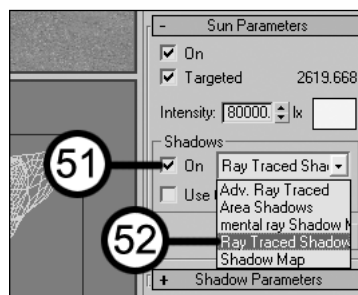 - Sun Parameters
On
Targeted 2619.668
Intensity: 80000. lx
Shadows
51
On Ray Traced Shad
Use
Adv. Ray Traced
Area Shadows
mental ray Shadow M
52
Ray Traced Shadow
Shadow Map
+ Shadow Parameters